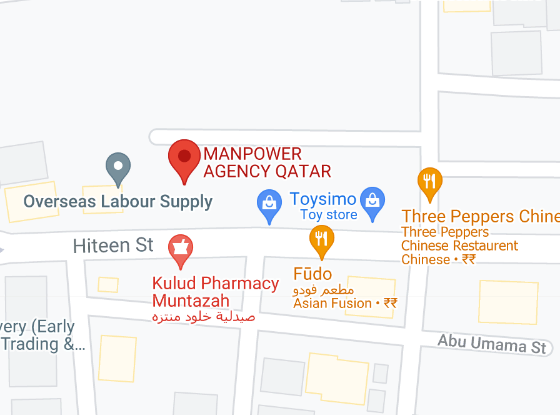 MANPOWER
AGENCY QATAR
Overseas Labour Supply
Toysimo
Toy store
Three Peppers Chine
Three Peppers
Chinese Restaurent
Chinese • ₹₹
Hiteen St
Kulud Pharmacy
Muntazah
صيدلية خلود منتزه
Fūdo
مطعم فودو
Asian Fusion • ₹₹
very (Early
Trading &...
Abu Umama St